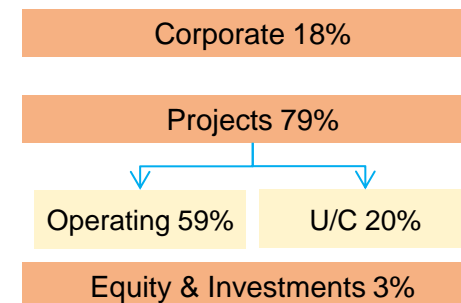 Corporate 18%
Projects 79%
Operating 59%
U/C 20%
Equity & Investments 3%